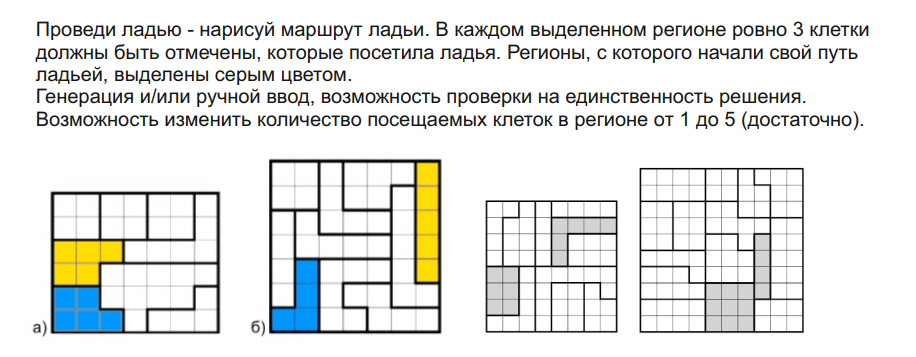 Проведи ладью - нарисуй маршрут ладьи. В каждом выделенном регионе ровно 3 клетки
должны быть отмечены, которые посетила ладья. Регионы, с которого начали свой путь
ладьей, выделены серым цветом.
Генерация и/или ручной ввод, возможность проверки на единственность решения.
Возможность изменить количество посещаемых клеток в регионе от 1 до 5 (достаточно).
а)
б)